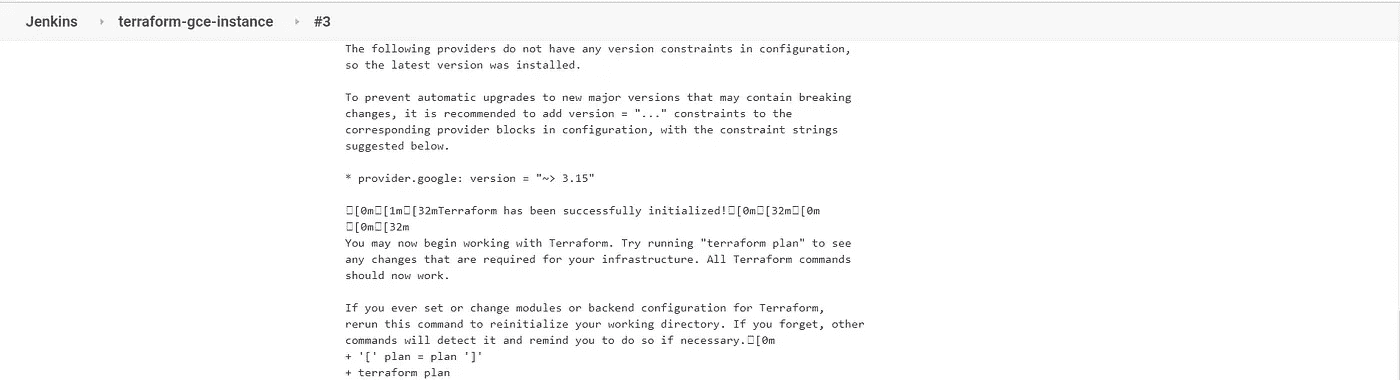 Jenkins › terraform-gce-instance › #3
The following providers do not have any version constraints in configuration,
so the latest version was installed.
To prevent automatic upgrades to new major versions that may contain breaking
changes, it is recommended to add version = "..." constraints to the
corresponding provider blocks in configuration, with the constraint strings
suggested below.
* provider.google: version = "~> 3.15"
□[0m□[1m□[32mTerraform has been successfully initialized!□[0m□[32m□[0m
□[0m□[32m
You may now begin working with Terraform. Try running "terraform plan" to see
any changes that are required for your infrastructure. All Terraform commands
should now work.
If you ever set or change modules or backend configuration for Terraform,
rerun this command to reinitialize your working directory. If you forget, other
commands will detect it and remind you to do so if necessary.□[0m
+ '[' plan = plan ']'
+ terraform plan